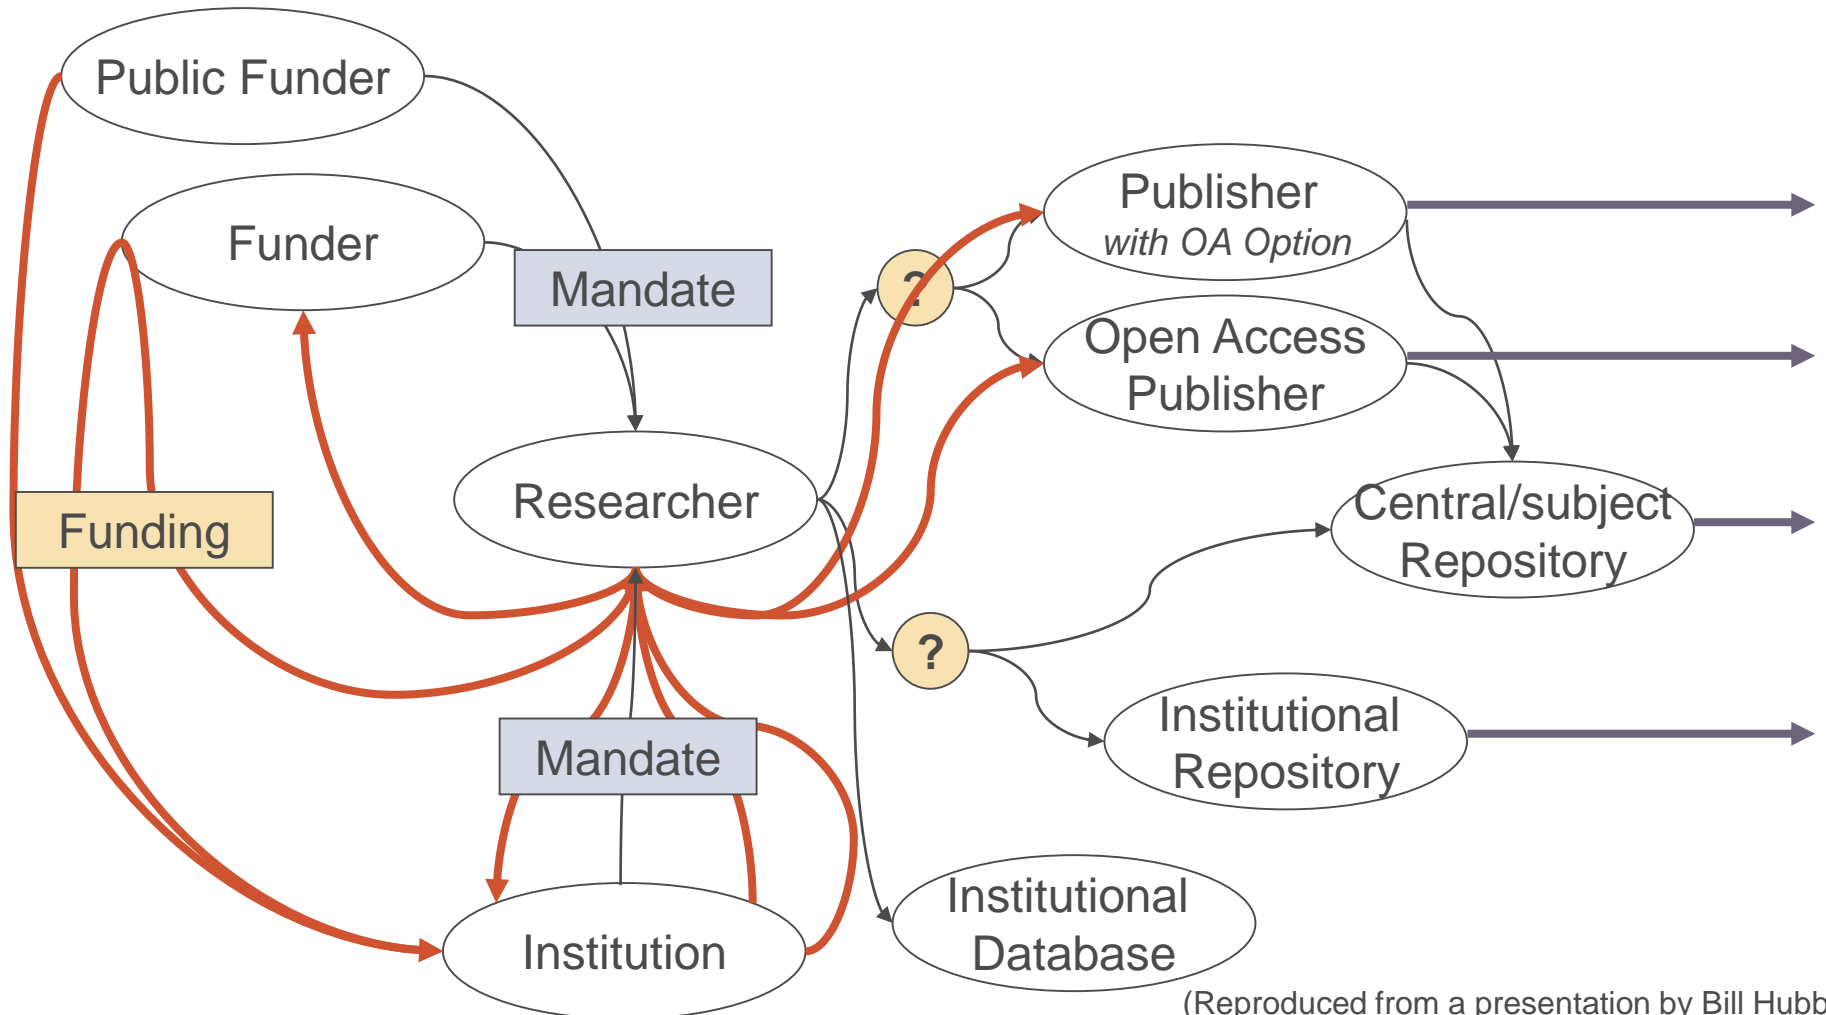 Public Funder
Funder
Mandate
Publisher
with OA Option
?
Open Access
Publisher
Researcher
Central/subject
Repository
Funding
?
Institutional
Repository
Mandate
Institutional
Database
Institution
(Reproduced from a presentation by Bill Hubb